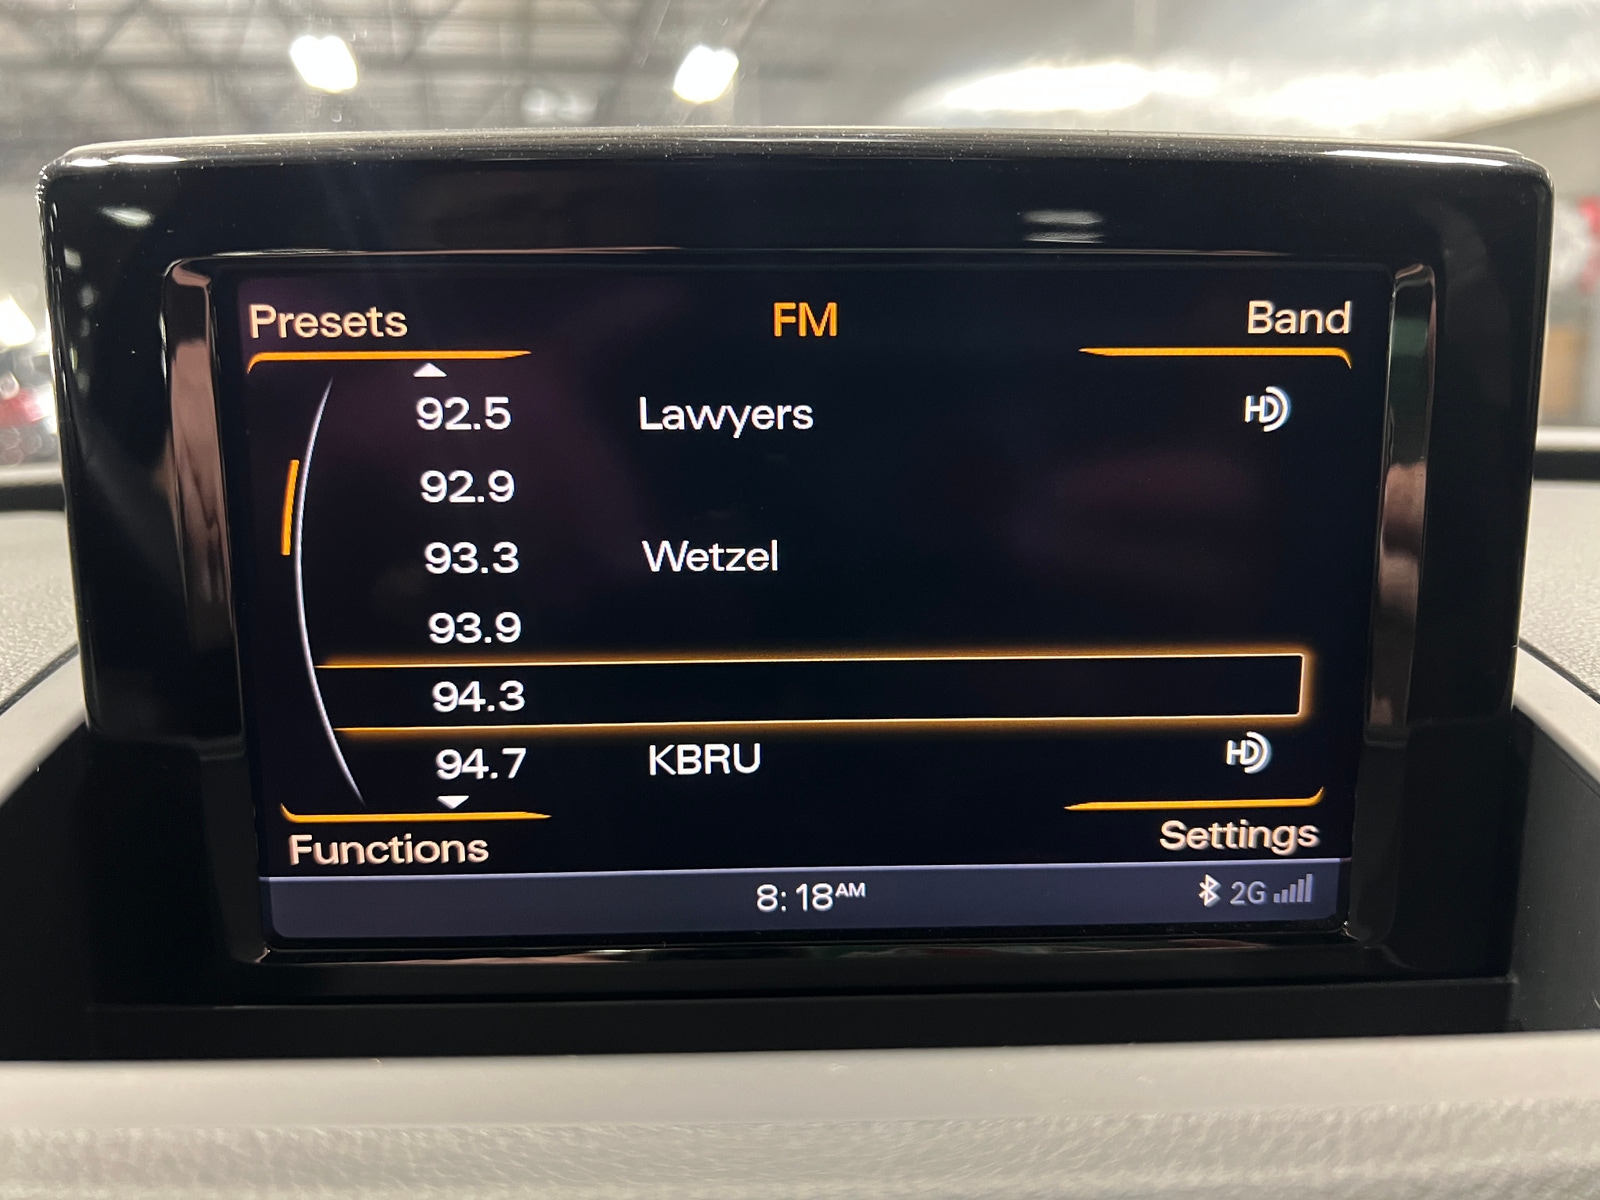 Presets FM Band
92.5 Lawyers HD
92.9
93.3 Wetzel
93.9
94.3
94.7 KBRU HD
Functions Settings
8:18AM 2G